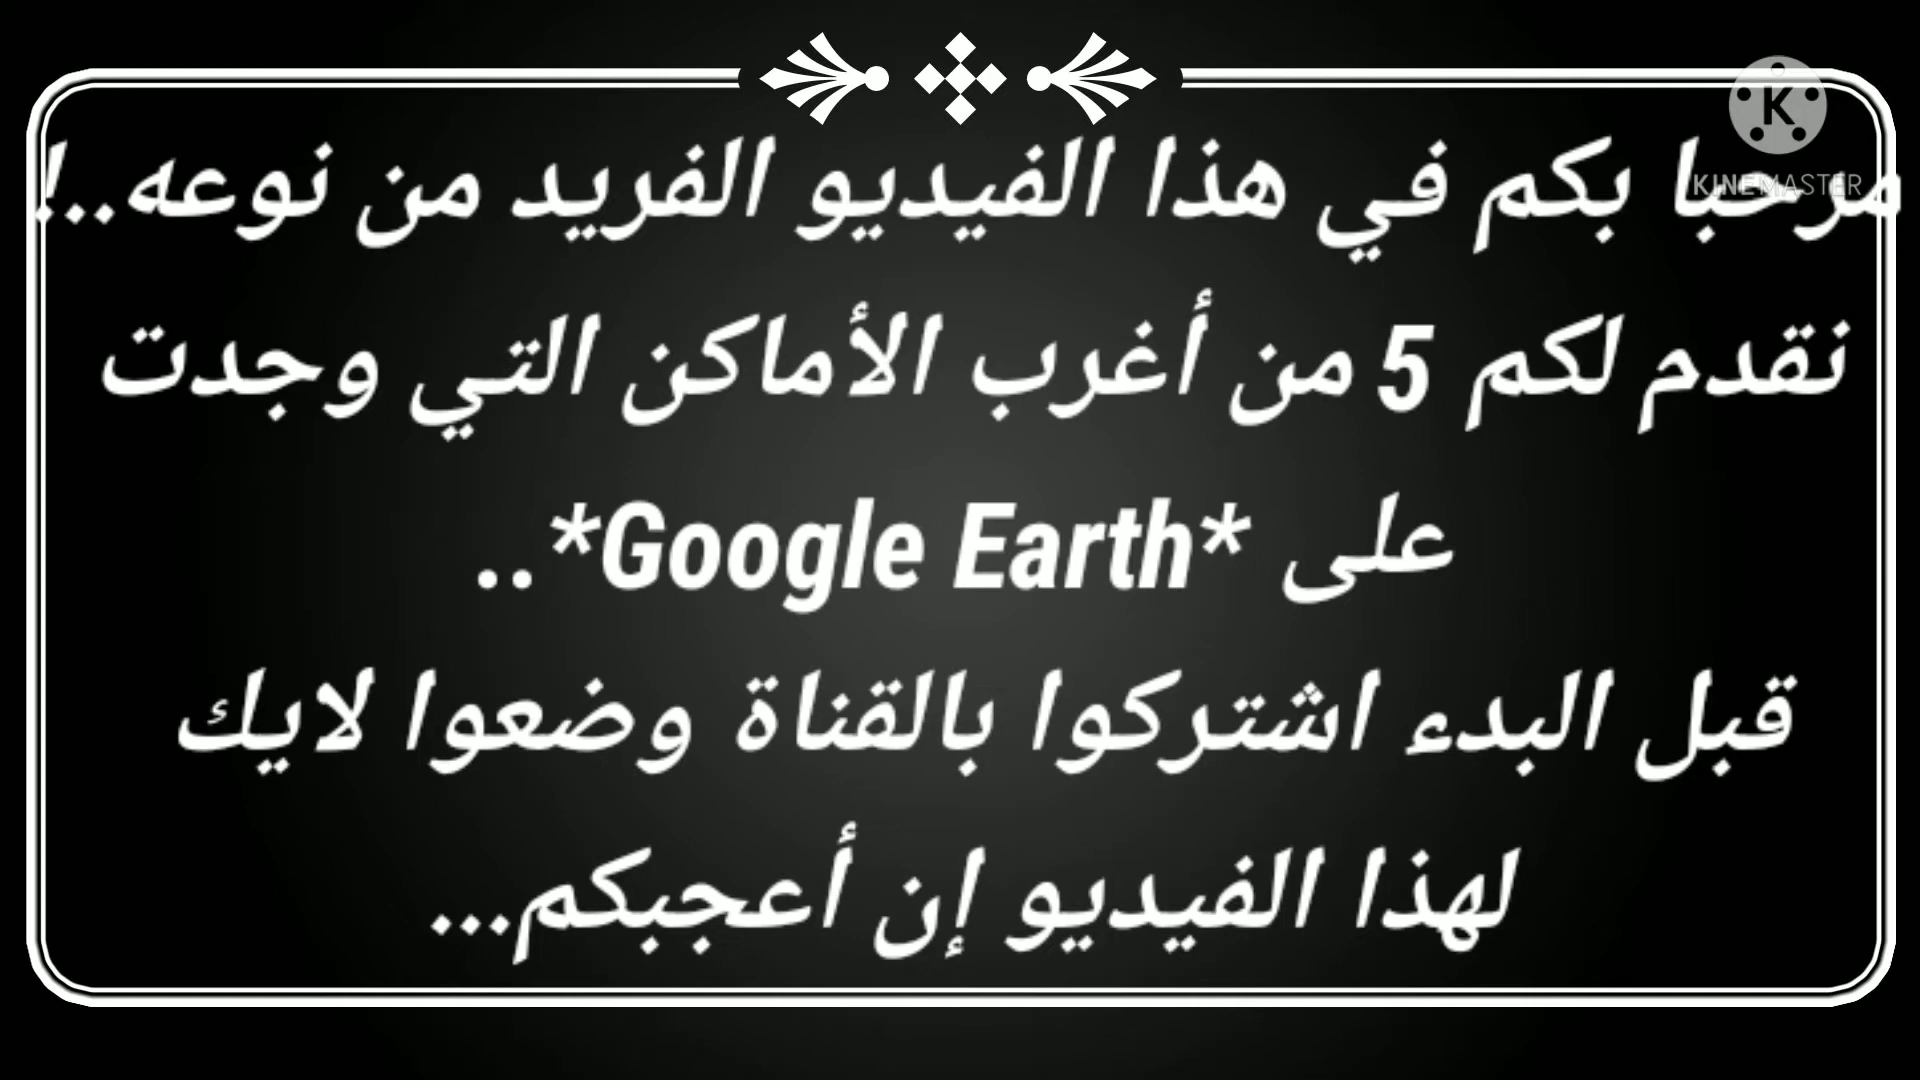 مرحبا بكم في هذا الفيديو الفريد من نوعه..!
نقدم لكم 5 من أغرب الأماكن التي وجدت
على *Google Earth*..
قبل البدء اشتركوا بالقناة وضعوا لايك
لهذا الفيديو إن أعجبكم...
K
KINEMASTER